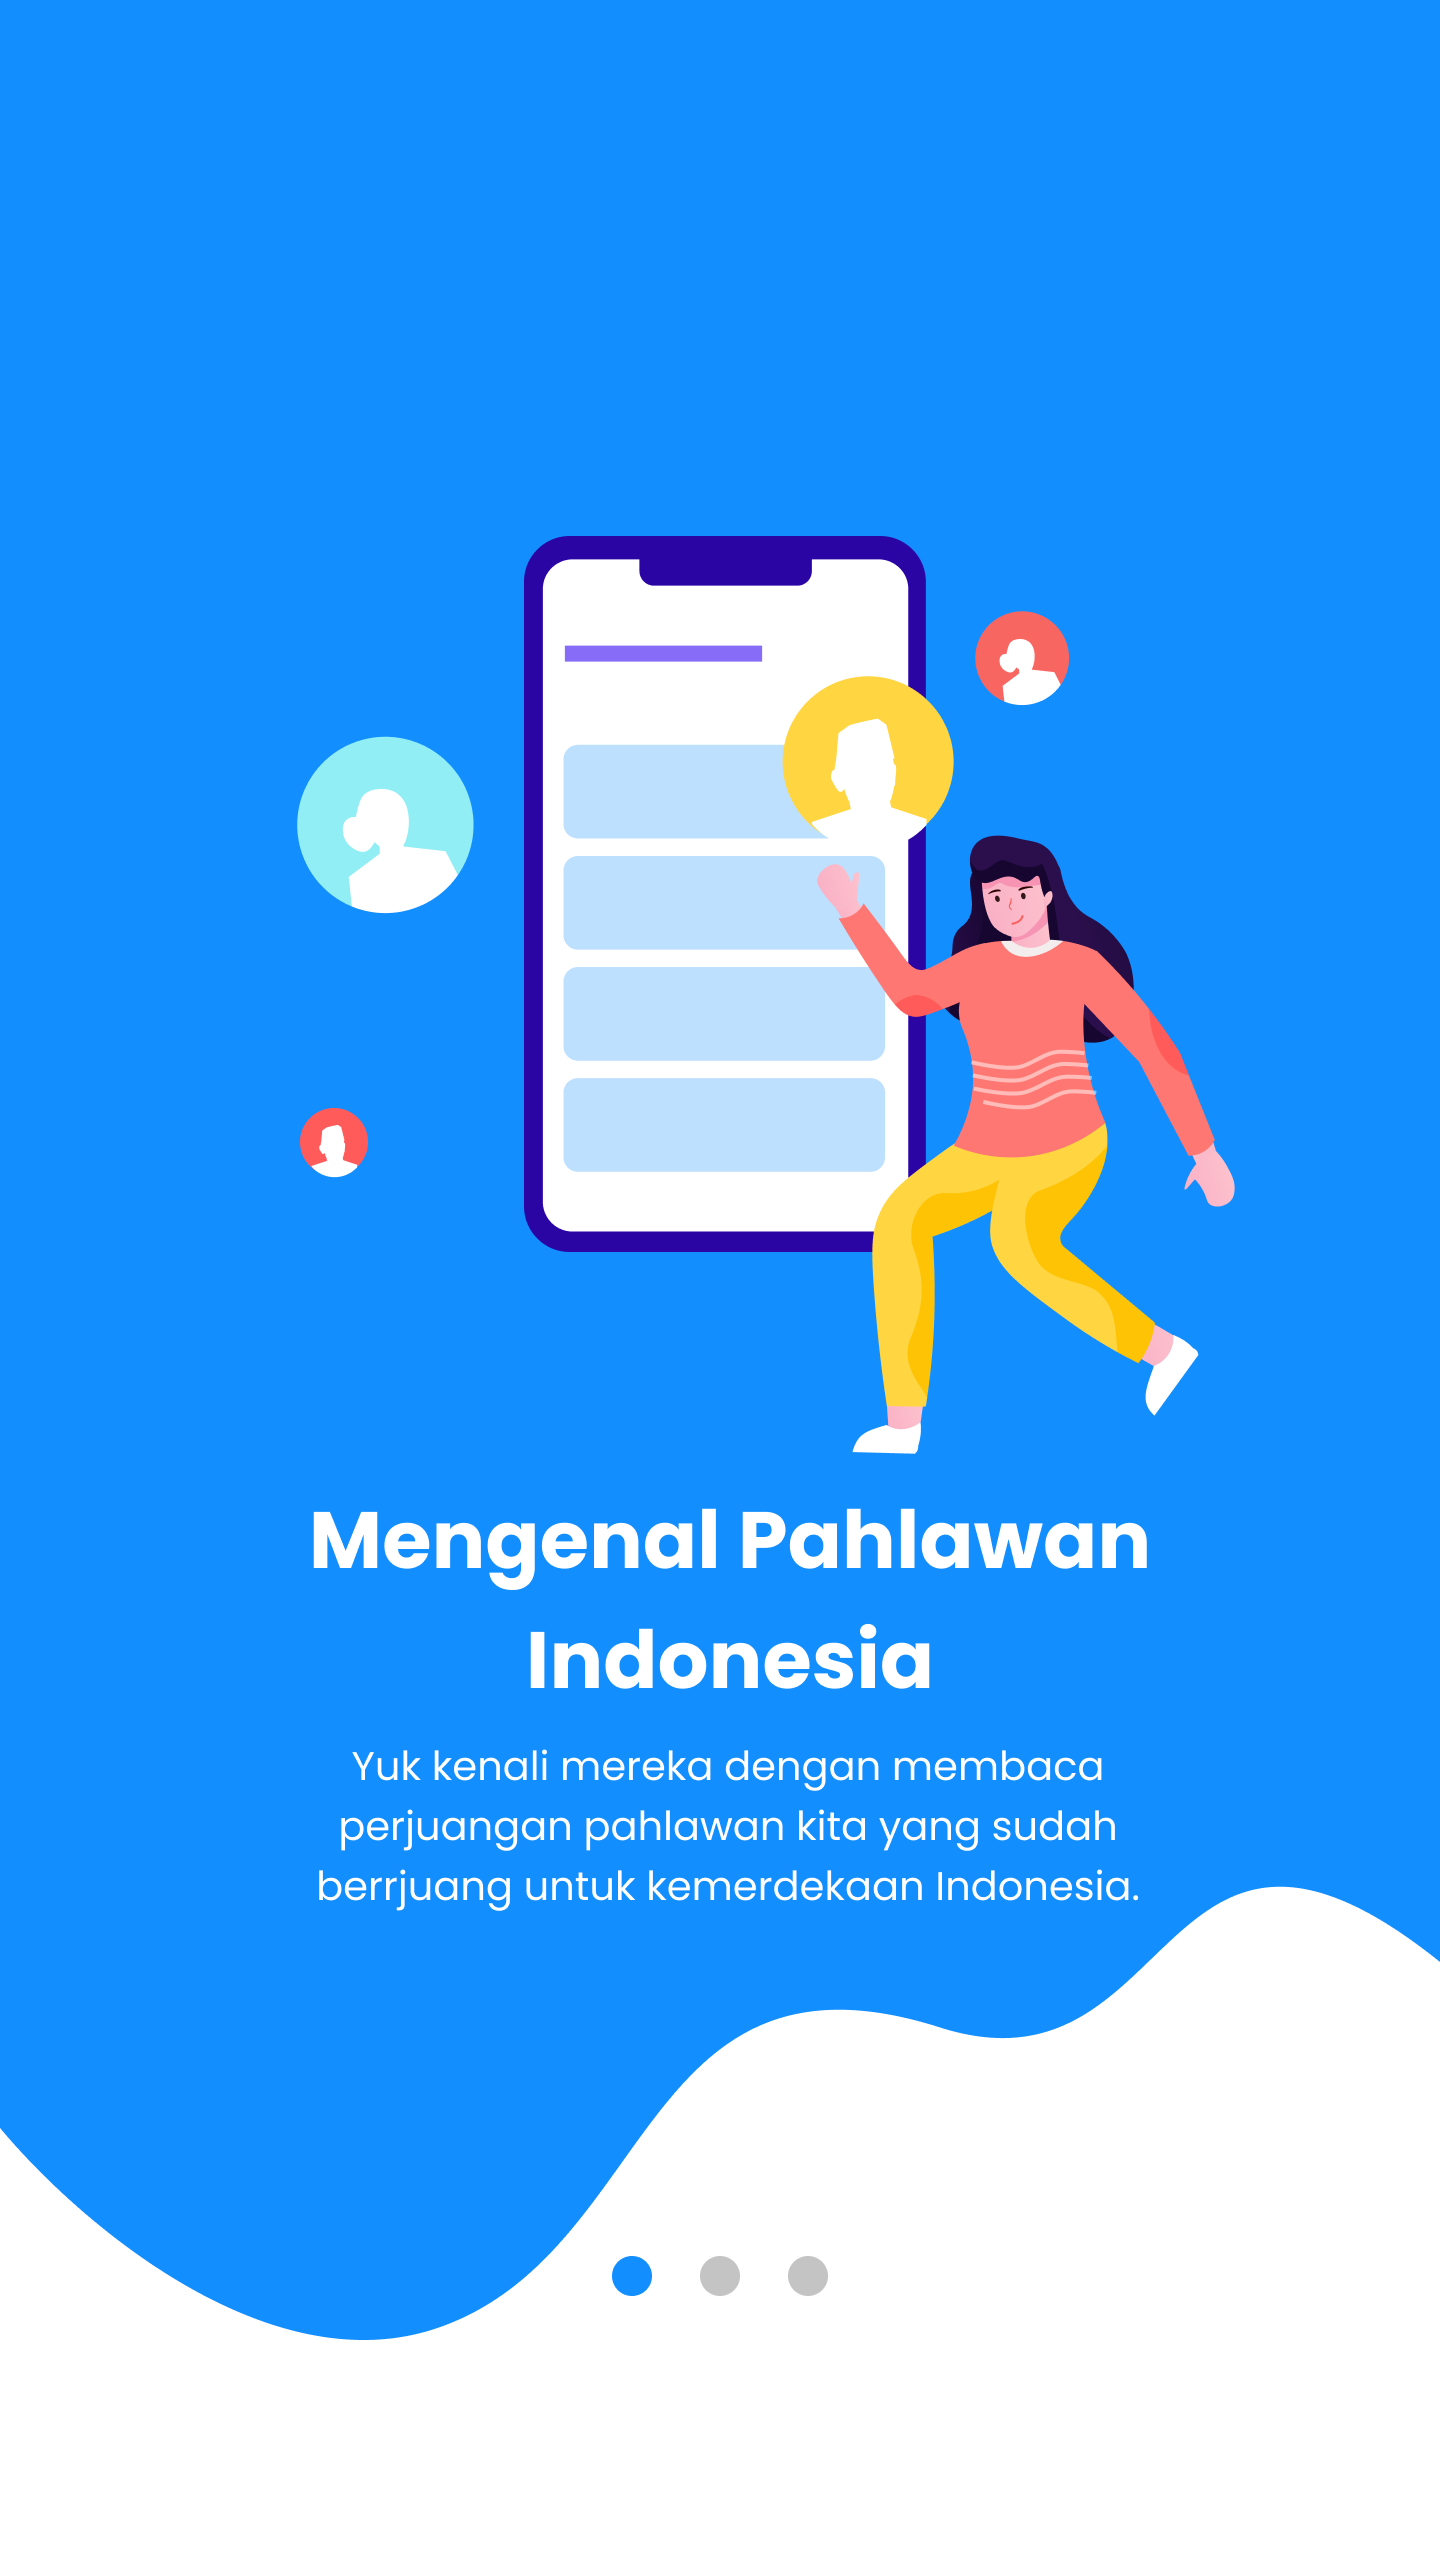 Mengenal Pahlawan
Indonesia
Yuk kenali mereka dengan membaca
perjuangan pahlawan kita yang sudah
berrjuang untuk kemerdekaan Indonesia.